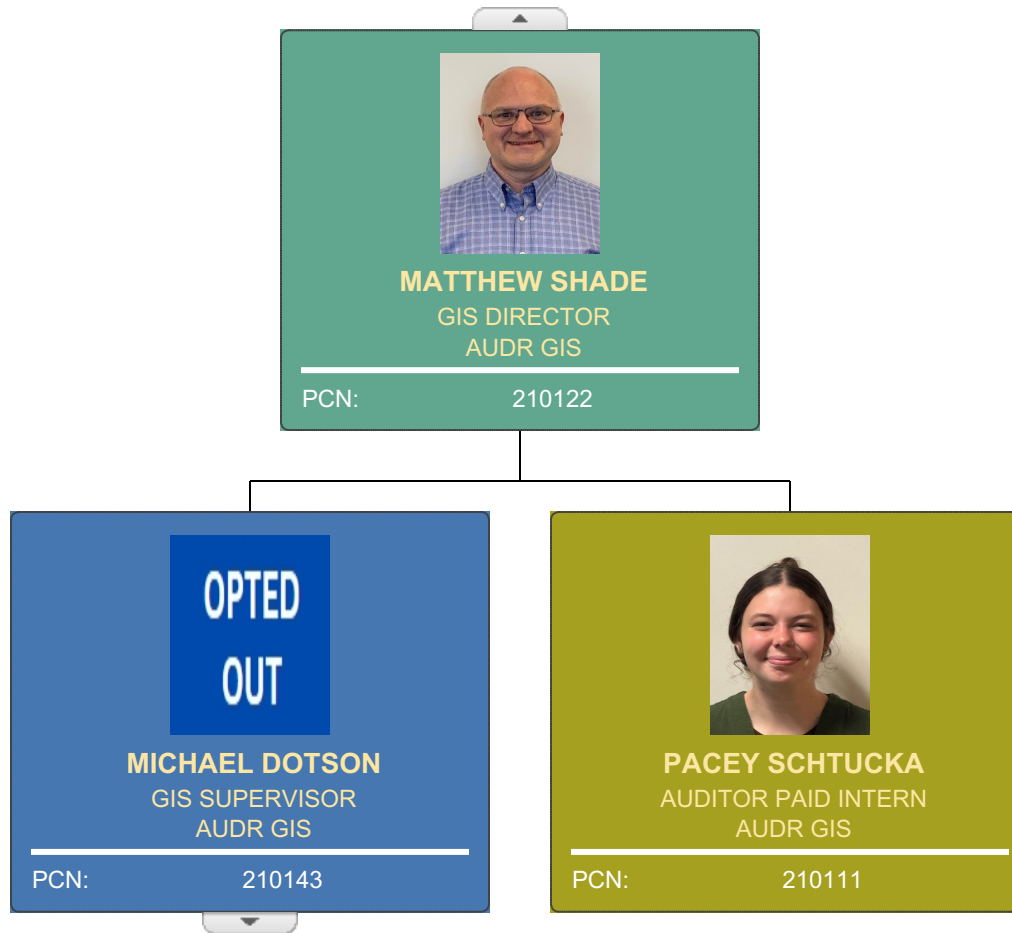 MATTHEW SHADE
GIS DIRECTOR
AUDR GIS
PCN: 210122
OPTED
OUT
MICHAEL DOTSON
GIS SUPERVISOR
AUDR GIS
PCN: 210143
PACEY SCHTUCKA
AUDITOR PAID INTERN
AUDR GIS
PCN: 210111